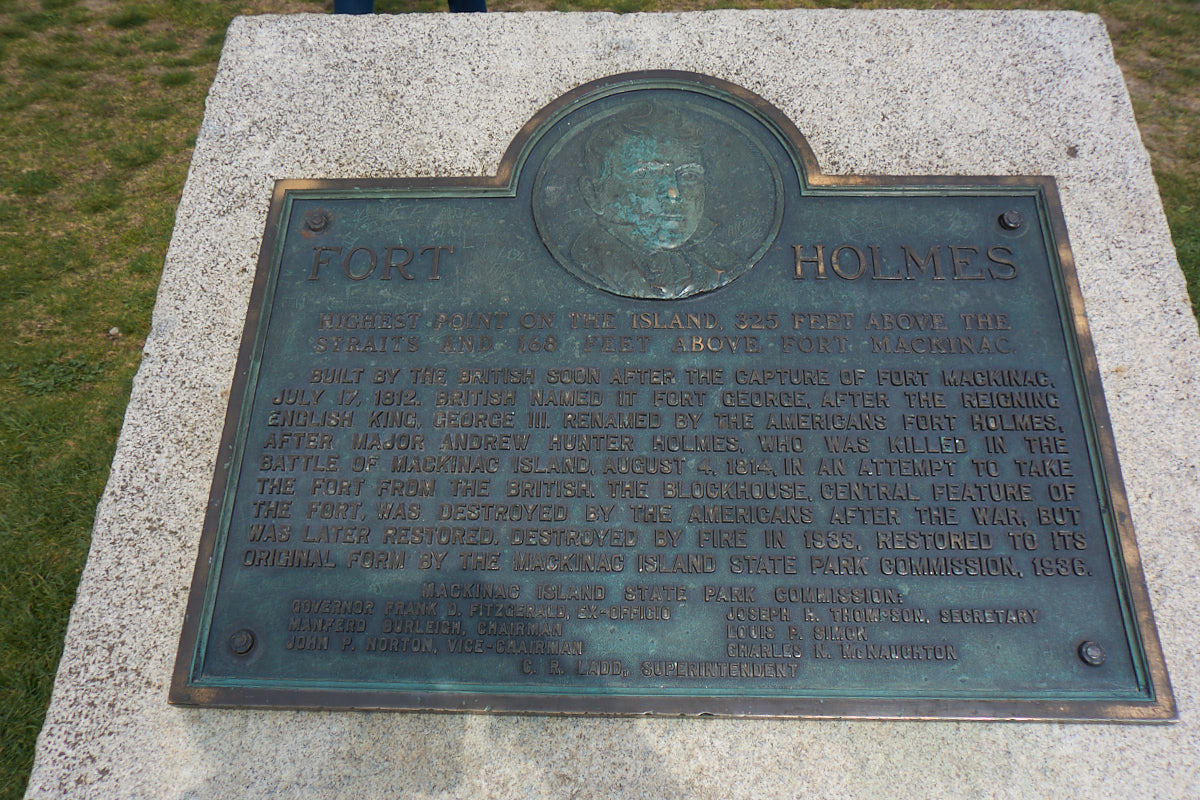 FORT HOLMES
HIGHEST POINT ON THE ISLAND, 325 FEET ABOVE THE
STRAITS AND 168 FEET ABOVE FORT MACKINAC.
BUILT BY THE BRITISH SOON AFTER THE CAPTURE OF FORT MACKINAC,
JULY 17, 1812. BRITISH NAMED IT FORT GEORGE, AFTER THE REIGNING
ENGLISH KING, GEORGE III. RENAMED BY THE AMERICANS FORT HOLMES,
AFTER MAJOR ANDREW HUNTER HOLMES, WHO WAS KILLED IN THE
BATTLE OF MACKINAC ISLAND, AUGUST 4, 1814, IN AN ATTEMPT TO TAKE
THE FORT FROM THE BRITISH. THE BLOCKHOUSE, CENTRAL FEATURE OF
THE FORT, WAS DESTROYED BY THE AMERICANS AFTER THE WAR, BUT
WAS LATER RESTORED. DESTROYED BY FIRE IN 1933, RESTORED TO ITS
ORIGINAL FORM BY THE MACKINAC ISLAND STATE PARK COMMISSION, 1936.
MACKINAC ISLAND STATE PARK COMMISSION:
GOVERNOR FRANK D. FITZGERALD, EX-OFFICIO
MANFERD BURLEIGH, CHAIRMAN
JOHN P. NORTON, VICE-CHAIRMAN
JOSEPH H. THOMPSON, SECRETARY
LOUIS P. SIMON
CHARLES N. McNAUGHTON
C. R. LADD, SUPERINTENDENT